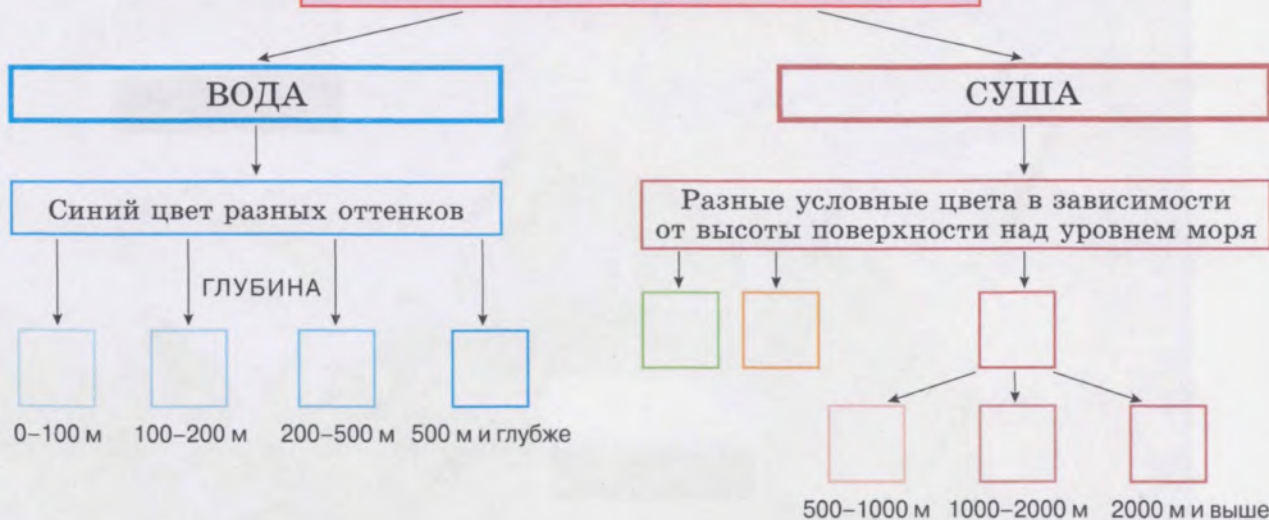 ВОДА
СУША
Синий цвет разных оттенков
Разные условные цвета в зависимости
от высоты поверхности над уровнем моря
ГЛУБИНА
0–100 м
100–200 м
200–500 м
500 м и глубже
500–1000 м
1000–2000 м
2000 м и выше